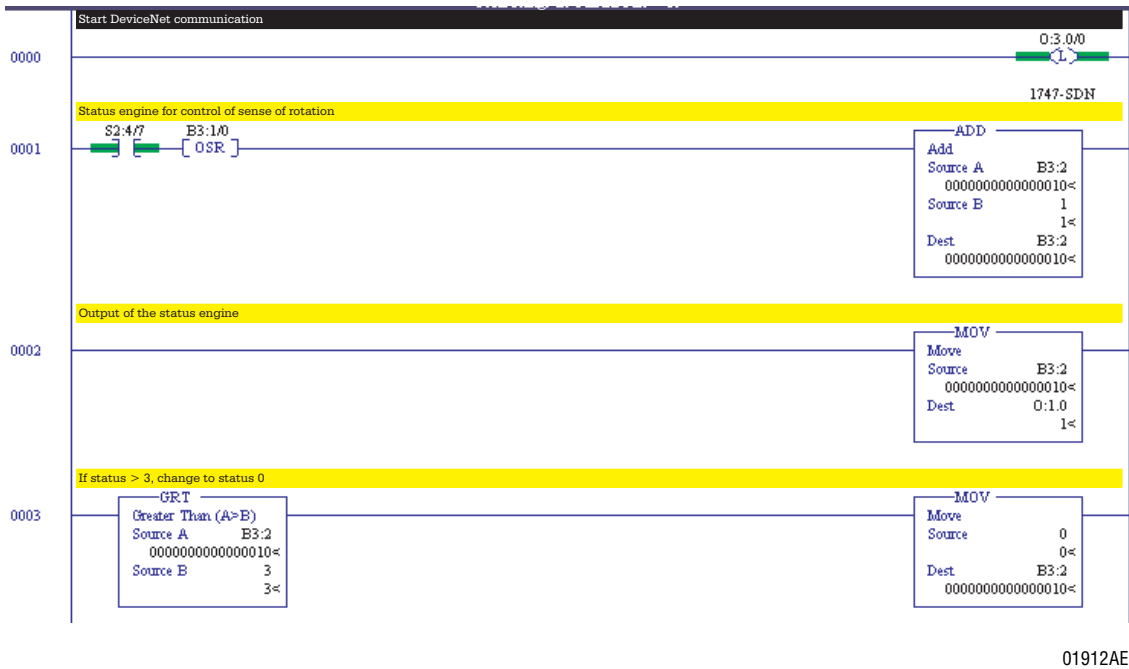 Start DeviceNet communication
O:3.0/0
0000
L
1747-SDN
Status engine for control of sense of rotation
S2:4/7 B3:1/0
0001
OSR
ADD
Add
Source A B3:2
0000000000000010<
Source B 1
1<
Dest B3:2
0000000000000010<
Output of the status engine
0002
MOV
Move
Source B3:2
0000000000000010<
Dest O:1.0
1<
If status > 3, change to status 0
0003
GRT
Greater Than (A>B)
Source A B3:2
0000000000000010<
Source B 3
3<
MOV
Move
Source 0
0<
Dest B3:2
0000000000000010<
01912AE